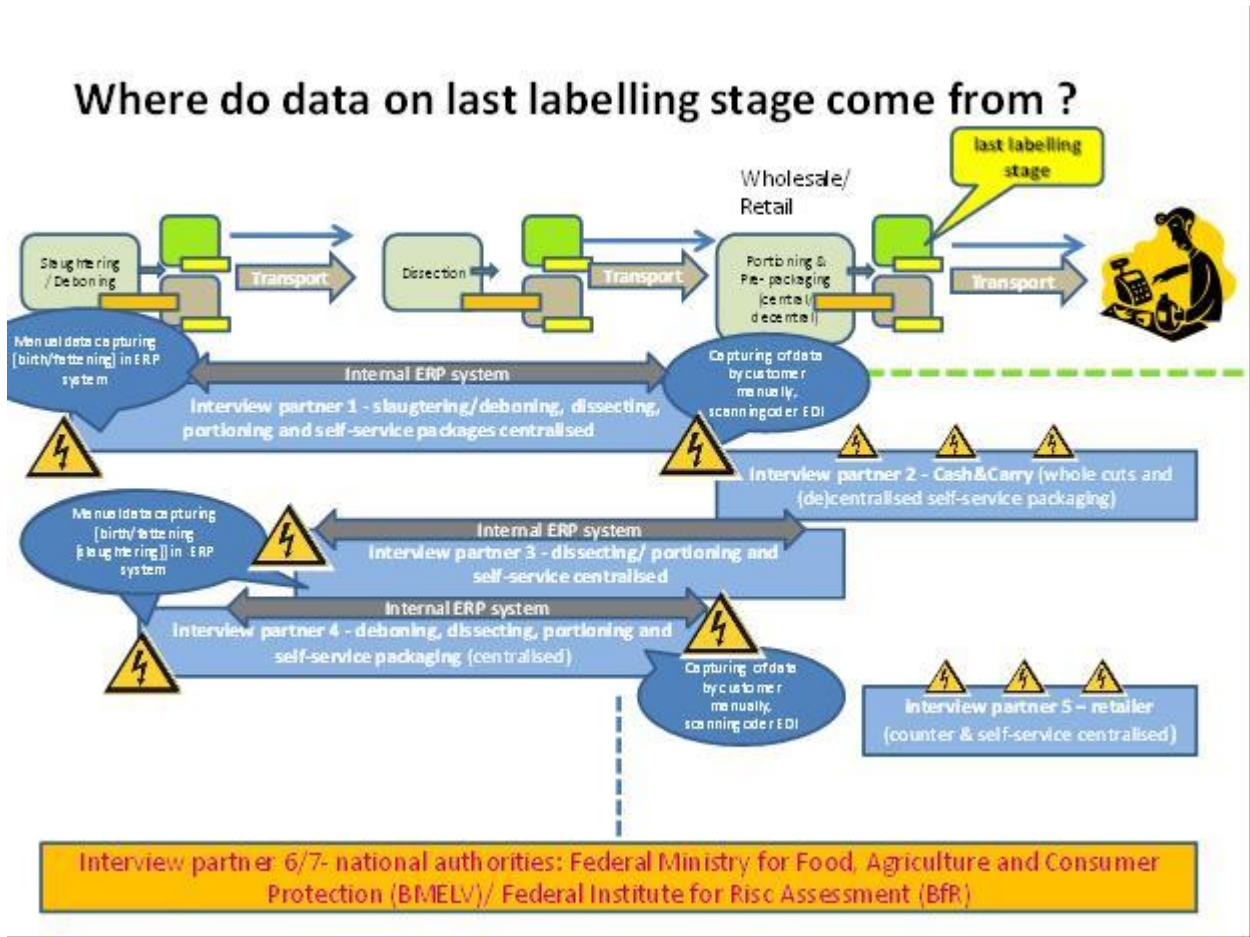 Where do data on last labelling stage come from ?
last labelling
stage
Wholesale/
Retail
Slaughtering
/ Deboning
Transport
Dissection
Transport
Portioning &
Pre- packaging
(central/
decentral)
Transport
Manual data capturing
[birth/fattening] in ERP
system
Internal ERP system
Capturing of data
by customer
manually,
scanning oder EDI
Interview partner 1 - slaugtering/deboning, dissecting,
portioning and self-service packages centralised
Interview partner 2 - Cash&Carry (whole cuts and
(de)centralised self-service packaging)
Manual data capturing
[birth/fattening
[slaughtering]] in ERP
system
Internal ERP system
Interview partner 3 - dissecting/ portioning and
self-service centralised
Internal ERP system
Interview partner 4 - deboning, dissecting, portioning and
self-service packaging (centralised)
Capturing of data
by customer
manually,
scanning oder EDI
Interview partner 5 – retailer
(counter & self-service centralised)
Interview partner 6/7- national authorities: Federal Ministry for Food, Agriculture and Consumer
Protection (BMELV)/ Federal Institute for Risc Assessment (BfR)